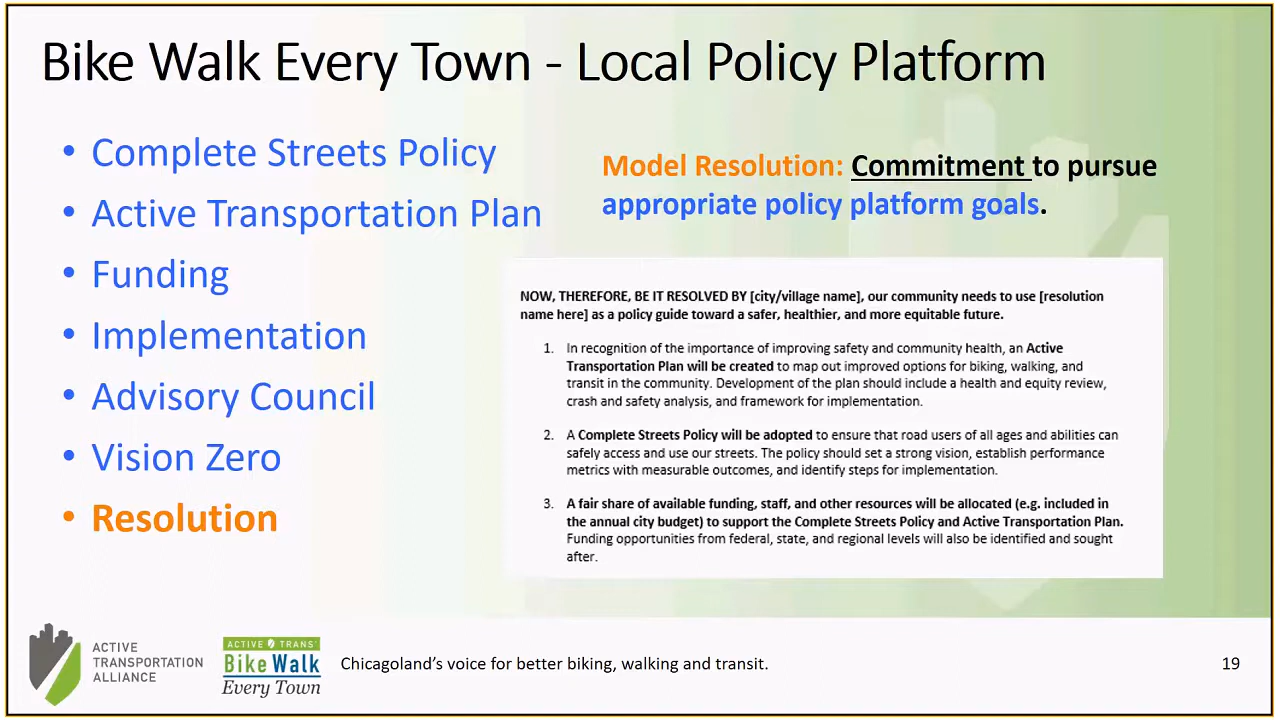 Bike Walk Every Town - Local Policy Platform
• Complete Streets Policy
• Active Transportation Plan
• Funding
• Implementation
• Advisory Council
• Vision Zero
• Resolution
Model Resolution: Commitment to pursue
appropriate policy platform goals.
NOW, THEREFORE, BE IT RESOLVED BY [city/village name], our community needs to use [resolution
name here] as a policy guide toward a safer, healthier, and more equitable future.
1. In recognition of the importance of improving safety and community health, an Active
Transportation Plan will be created to map out improved options for biking, walking, and
transit in the community. Development of the plan should include a health and equity review,
crash and safety analysis, and framework for implementation.
2. A Complete Streets Policy will be adopted to ensure that road users of all ages and abilities can
safely access and use our streets. The policy should set a strong vision, establish performance
metrics with measurable outcomes, and identify steps for implementation.
3. A fair share of available funding, staff, and other resources will be allocated (e.g. included in
the annual city budget) to support the Complete Streets Policy and Active Transportation Plan.
Funding opportunities from federal, state, and regional levels will also be identified and sought
after.
ACTIVE
TRANSPORTATION
ALLIANCE
ACTIVE TRANS
Bike Walk
Every Town
Chicagoland's voice for better biking, walking and transit.
19